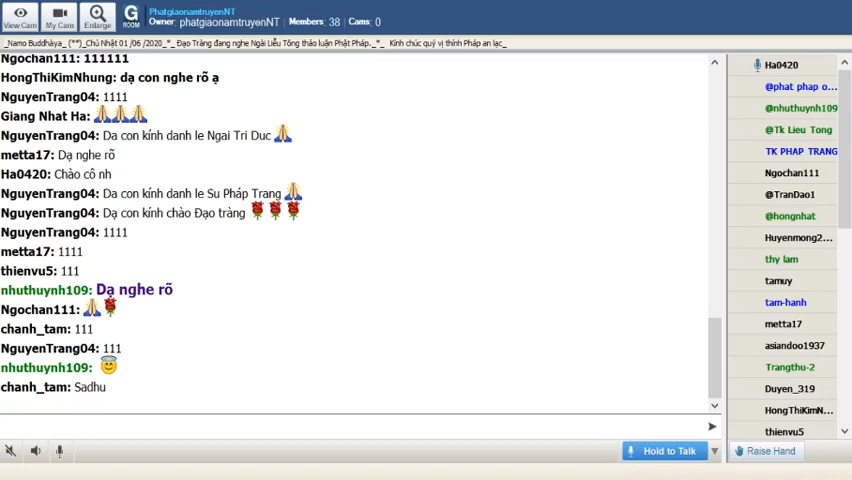 View Cam
My Cam
Enlarge
G
ROOM
PhatgiaonamtruyenNT
Owner: phatgiaonamtruyenNT Members: 38 Cams: 0
_Namo Buddhàya_ (**)_Chủ Nhật 01 /06 /2020_*_ Đạo Tràng đang nghe Ngài Liễu Tông thảo luận Phật Pháp._*_ Kính chúc quý vị thính Pháp an lạc_
Ngochan111: 111111
HongThiKimNhung: dạ con nghe rõ ạ
NguyenTrang04: 1111
Giang Nhat Ha:
NguyenTrang04: Da con kính danh le Ngai Tri Duc
metta17: Dạ nghe rõ
Ha0420: Chào cô nh
NguyenTrang04: Da con kính danh le Su Pháp Trang
NguyenTrang04: Dạ con kính chào Đạo tràng
NguyenTrang04: 1111
metta17: 1111
thienvu5: 111
nhuthuynh109: Dạ nghe rõ
Ngochan111:
chanh_tam: 111
NguyenTrang04: 111
nhuthuynh109:
chanh_tam: Sadhu
Hold to Talk
Ha0420
@phat phap o...
@nhuthuynh109
@Tk Lieu Tong
TK PHAP TRANG
Ngochan111
@TranDao1
@hongnhat
Huyenmong2...
thy lam
tamuy
tam-hanh
metta17
asiandoo1937
Trangthu-2
Duyen_319
HongThiKimN...
thienvu5
Raise Hand